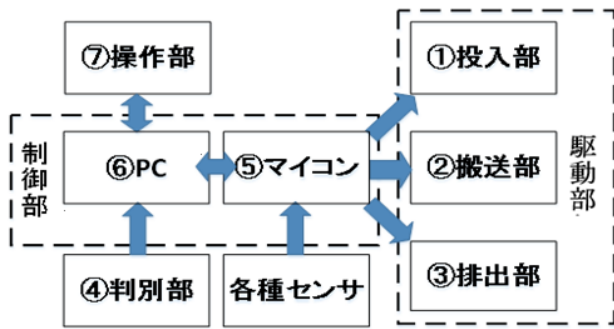 ⑦操作部
①投入部
制御部
⑥PC
⑤マイコン
②搬送部
駆動部
④判別部
各種センサ
③排出部